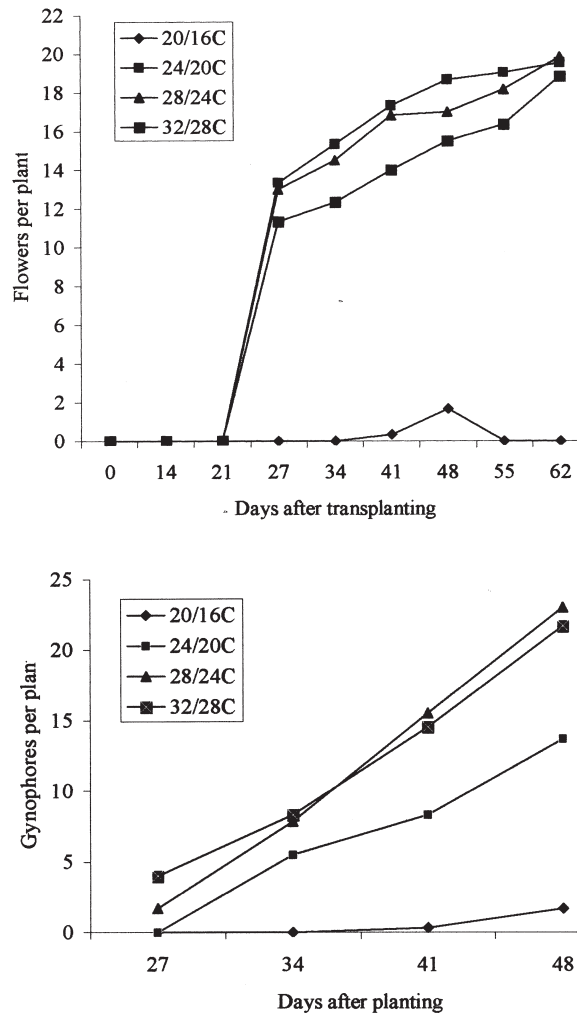 22
20
18
16
14
12
10
8
6
4
2
0
Flowers per plant
20/16C
24/20C
28/24C
32/28C
0 14 21 27 34 41 48 55 62
Days after transplanting
25
20
15
10
5
0
Gynophores per plan
20/16C
24/20C
28/24C
32/28C
27 34 41 48
Days after planting